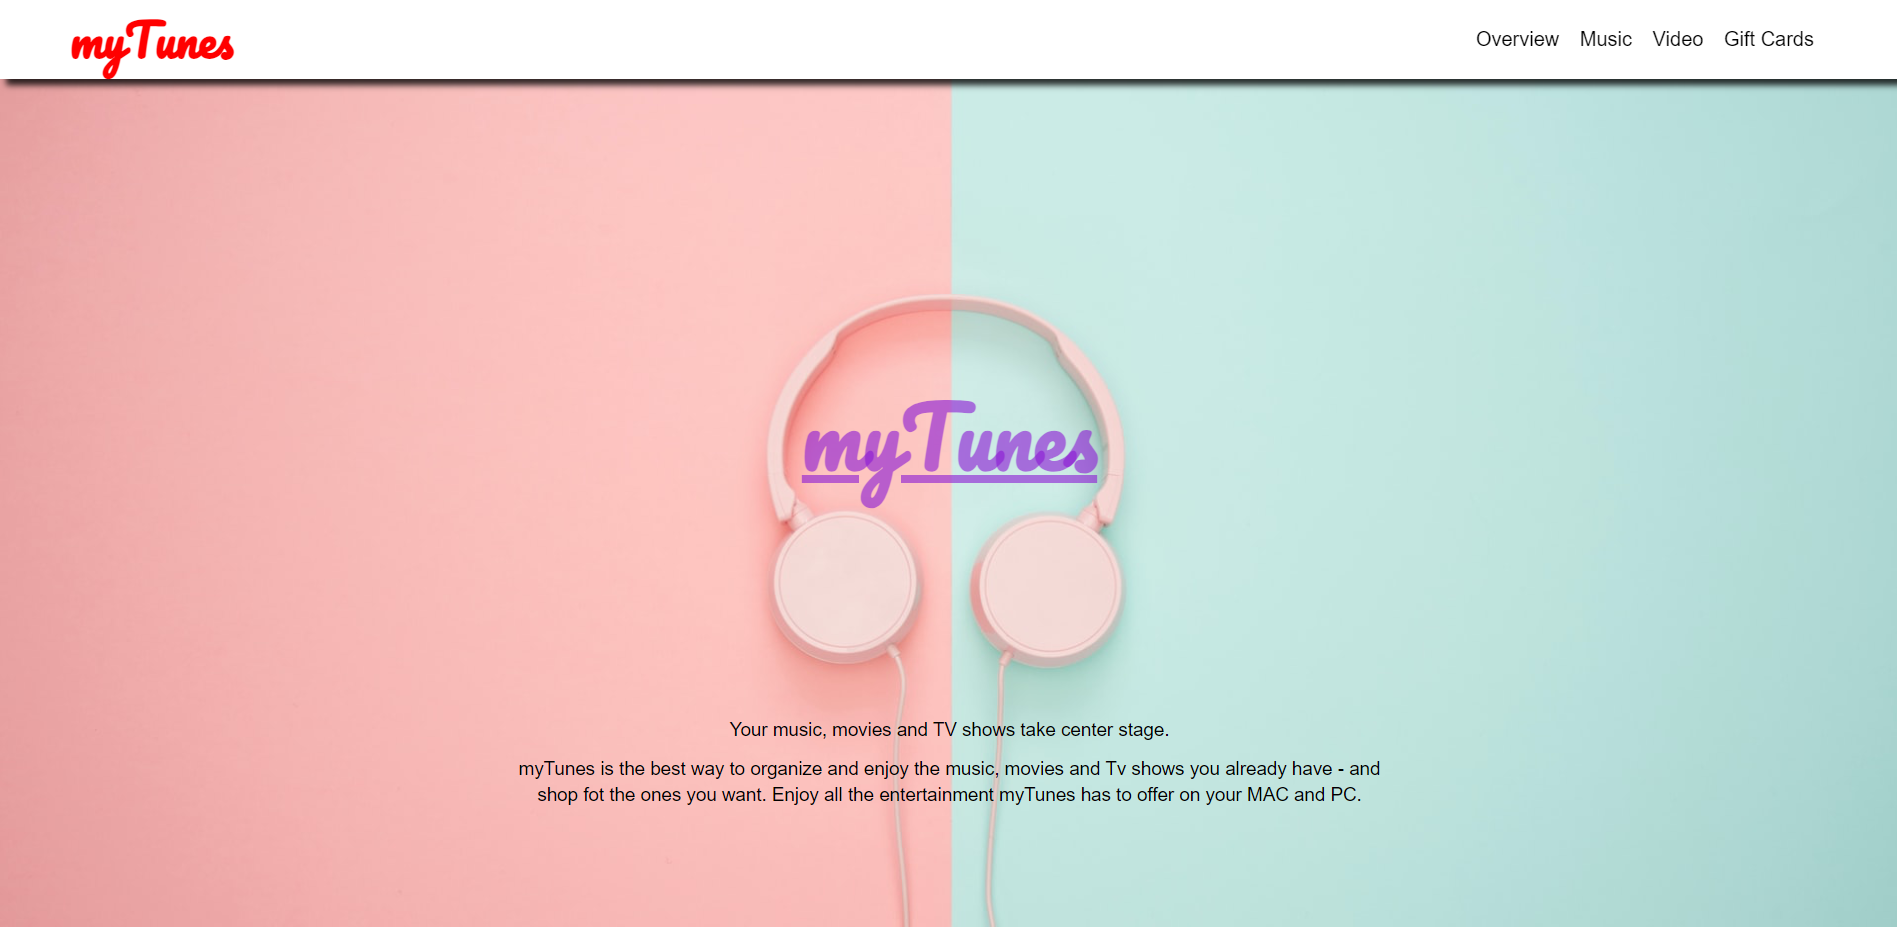 myTunes
Overview Music Video Gift Cards
myTunes
Your music, movies and TV shows take center stage.
myTunes is the best way to organize and enjoy the music, movies and Tv shows you already have - and
shop fot the ones you want. Enjoy all the entertainment myTunes has to offer on your MAC and PC.